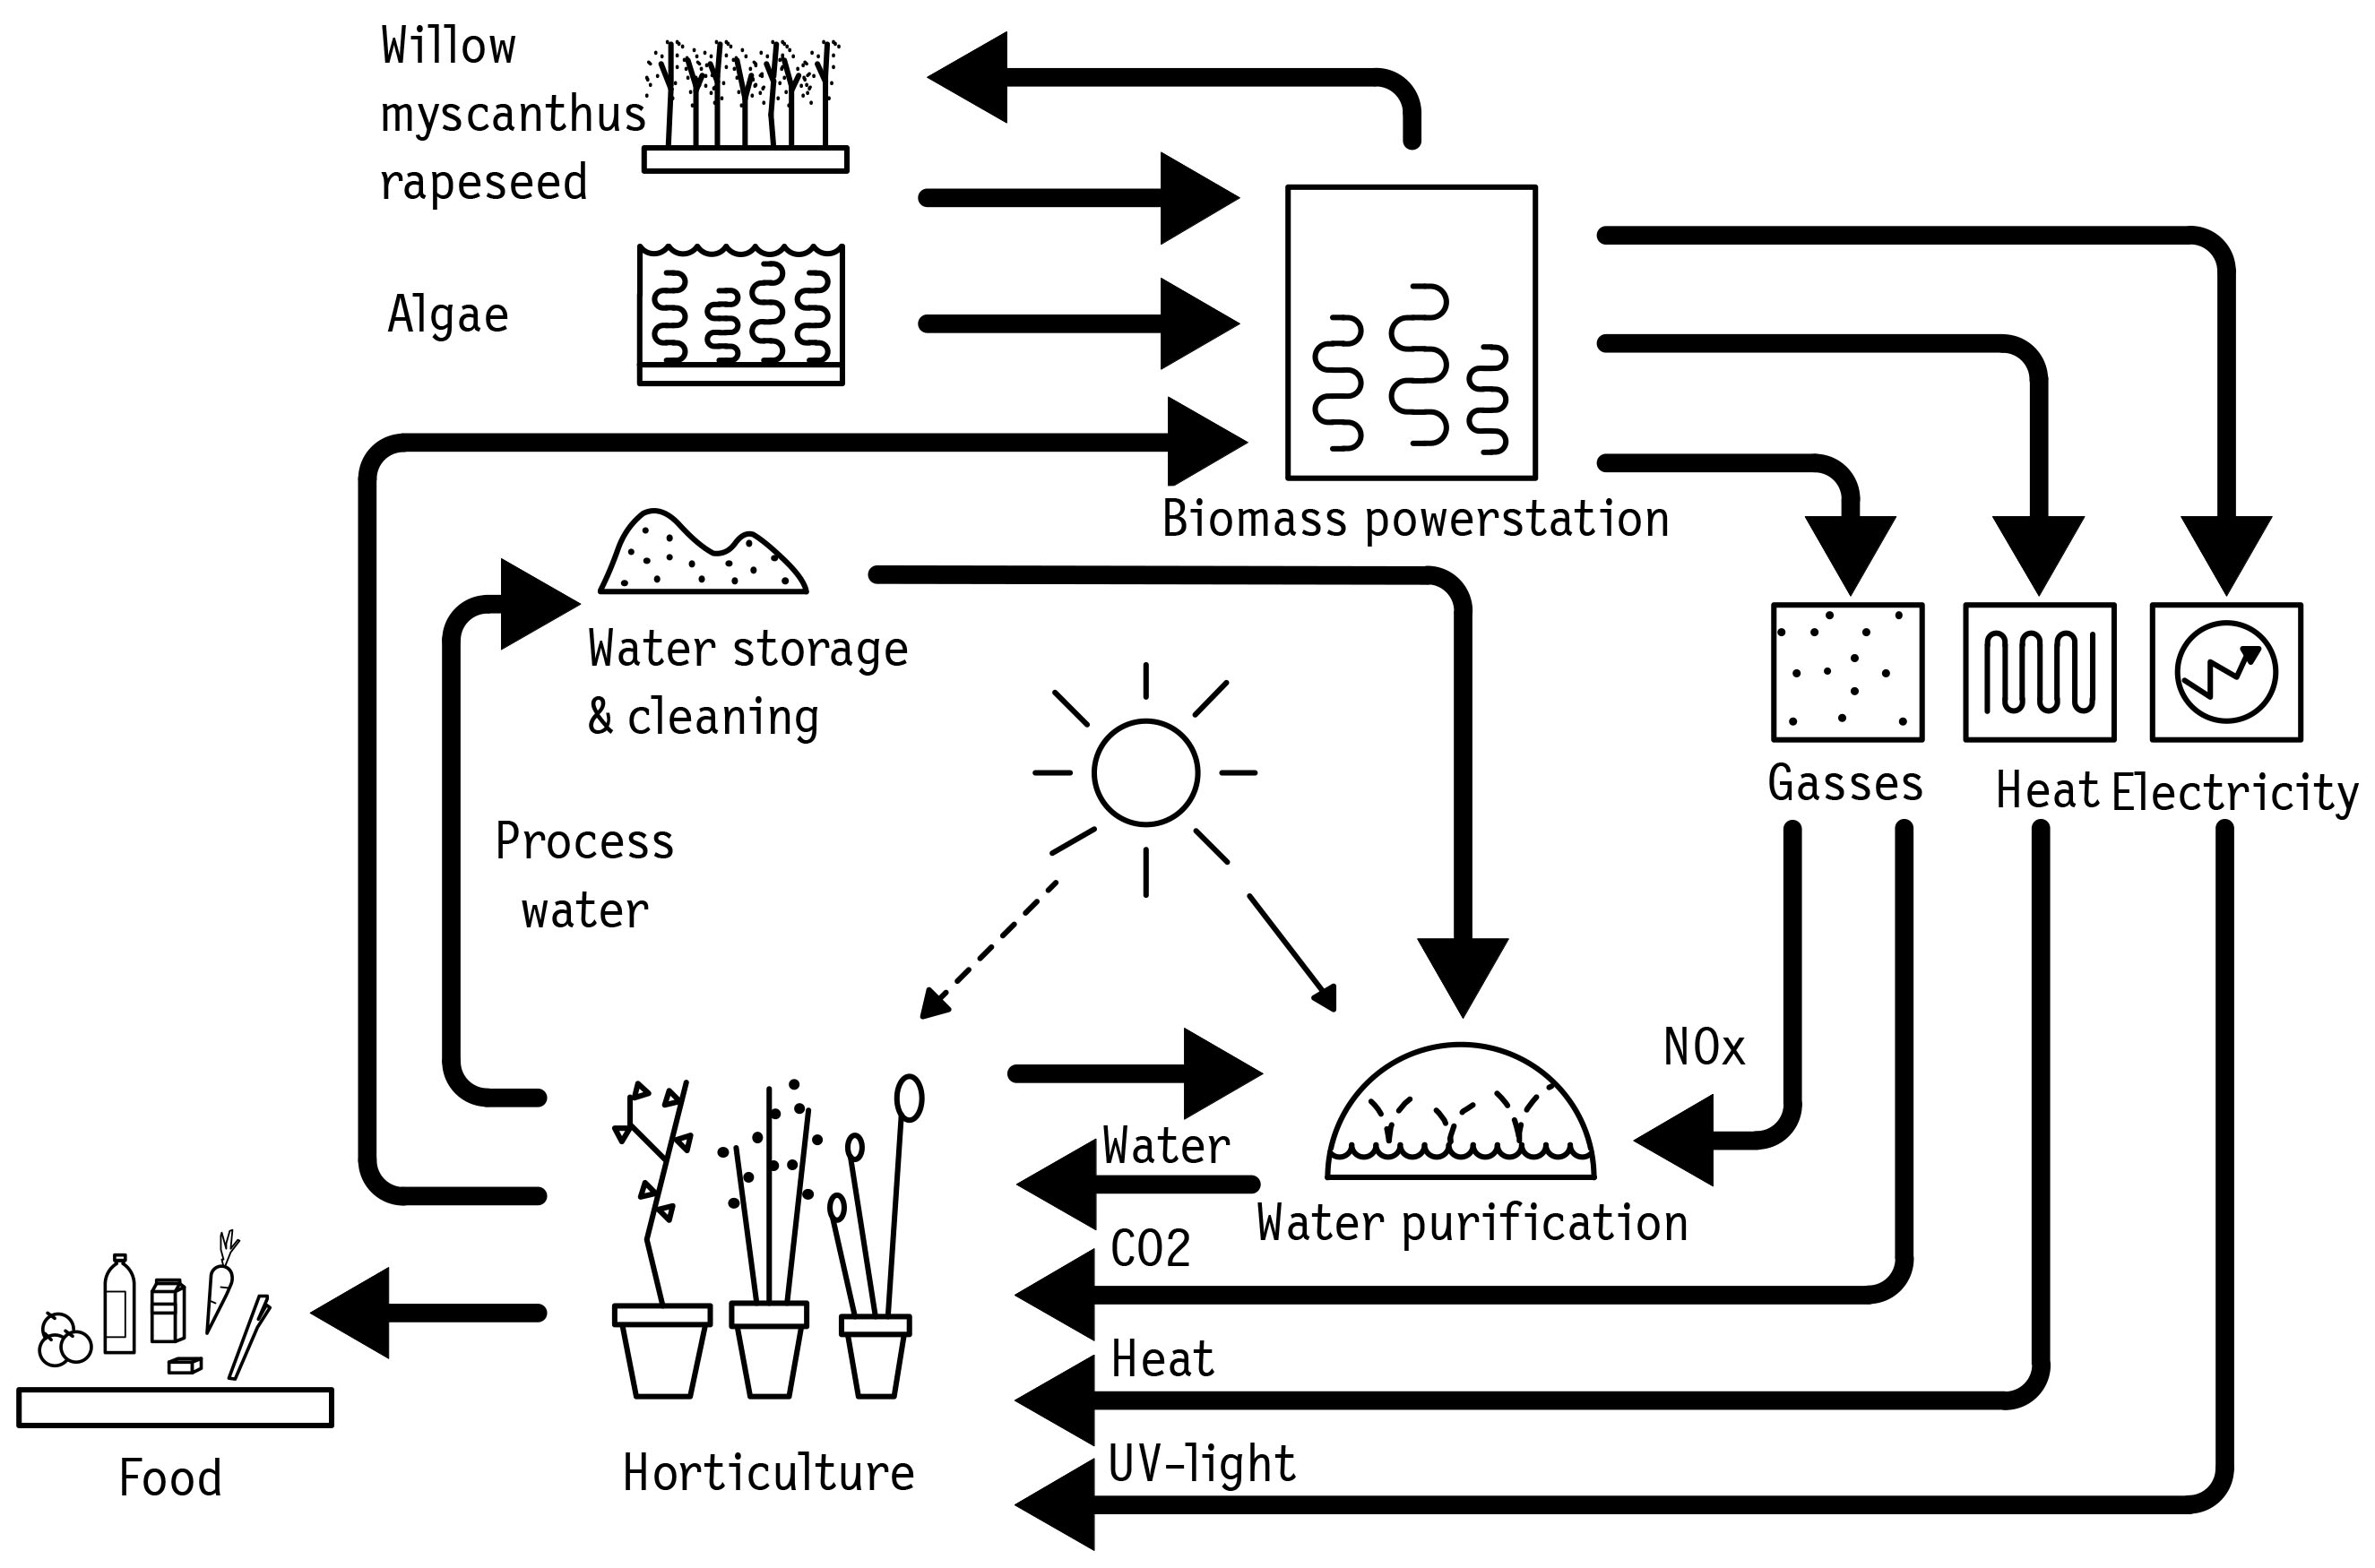 Willow
myscanthus
rapeseed
Algae
Biomass powerstation
Water storage
& cleaning
Gasses
Heat
Electricity
Process
water
NOx
Water
Water purification
CO2
Heat
UV-light
Horticulture
Food